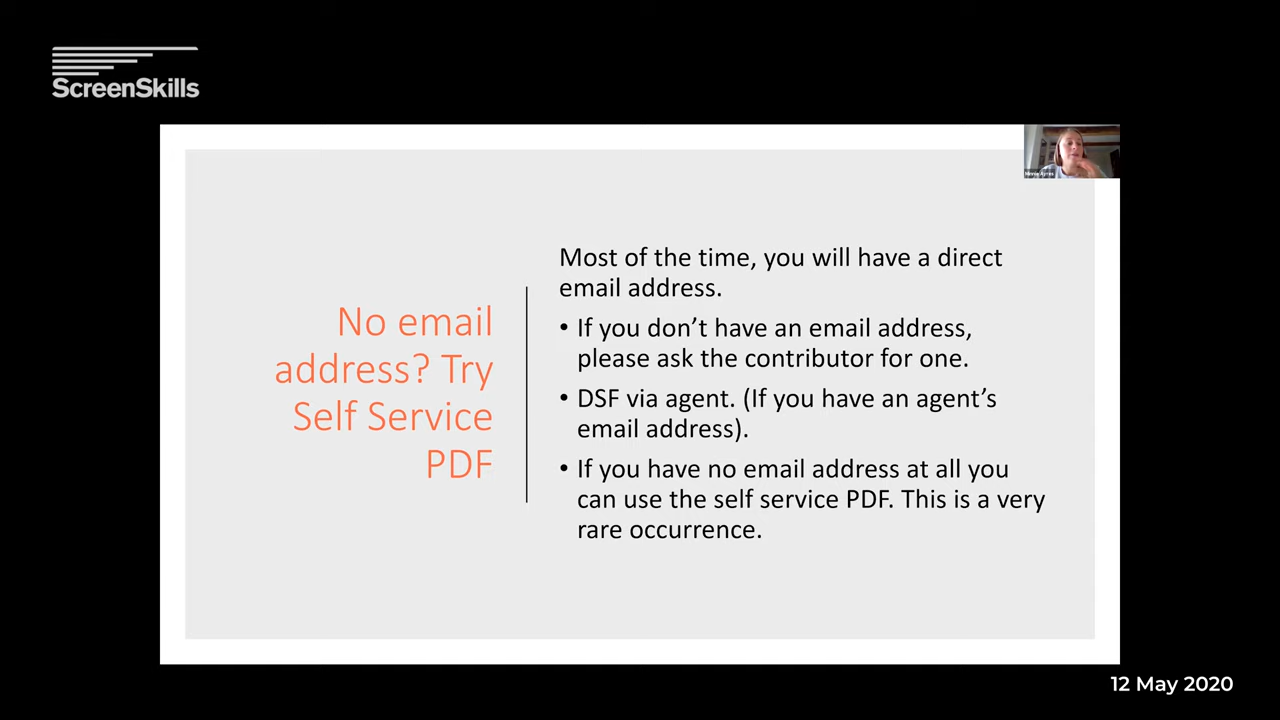 ScreenSkills
No email
address? Try
Self Service
PDF
Most of the time, you will have a direct
email address.
• If you don’t have an email address,
please ask the contributor for one.
• DSF via agent. (If you have an agent’s
email address).
• If you have no email address at all you
can use the self service PDF. This is a very
rare occurrence.
12 May 2020